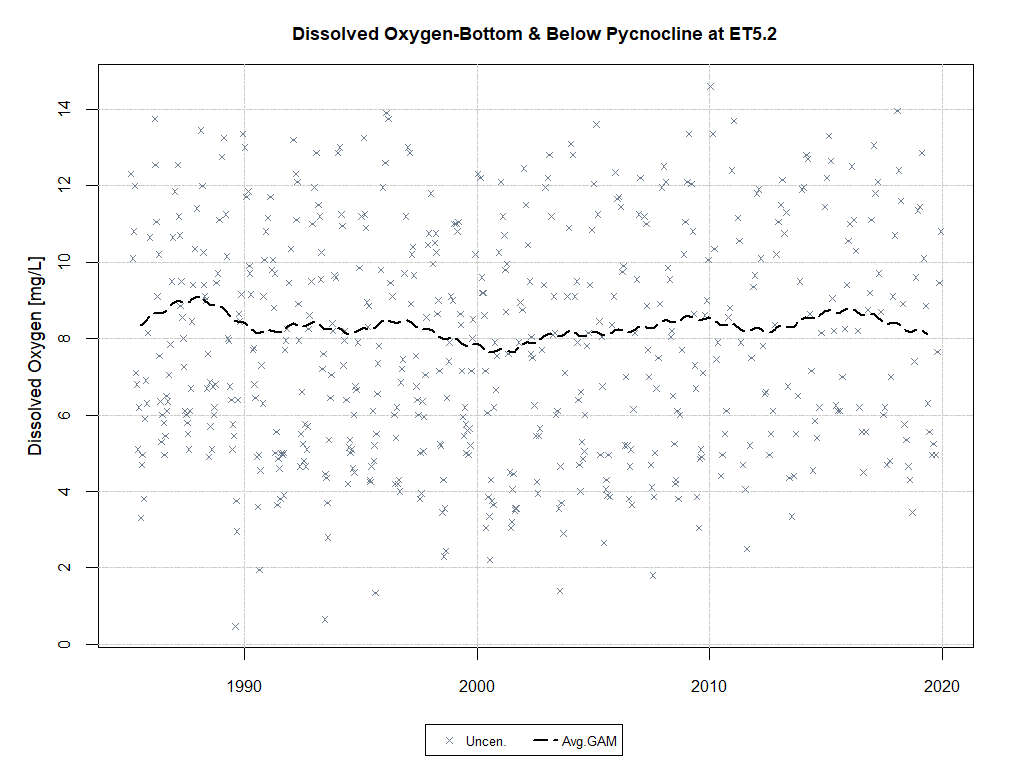 Dissolved Oxygen-Bottom & Below Pycnocline at ET5.2
Dissolved Oxygen [mg/L]
14
12
10
8
6
4
2
0
1990 2000 2010 2020
Uncen. Avg.GAM